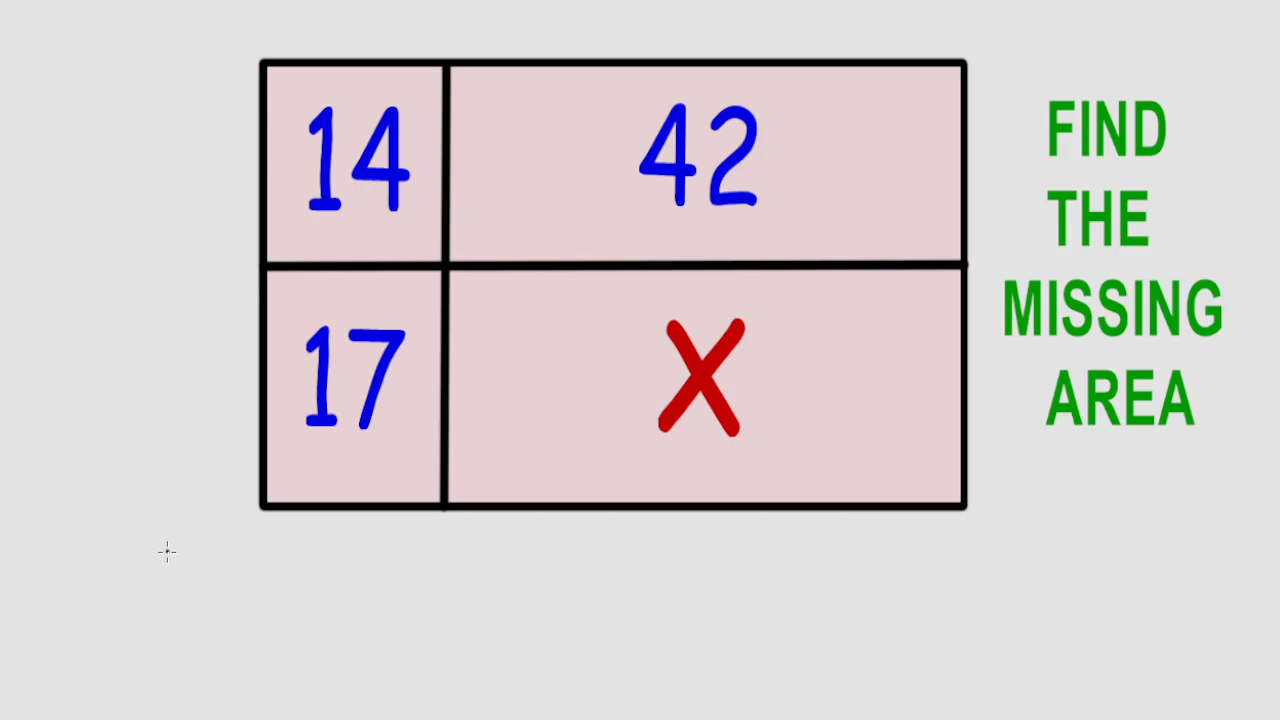 14 42
17 X
FIND
THE
MISSING
AREA